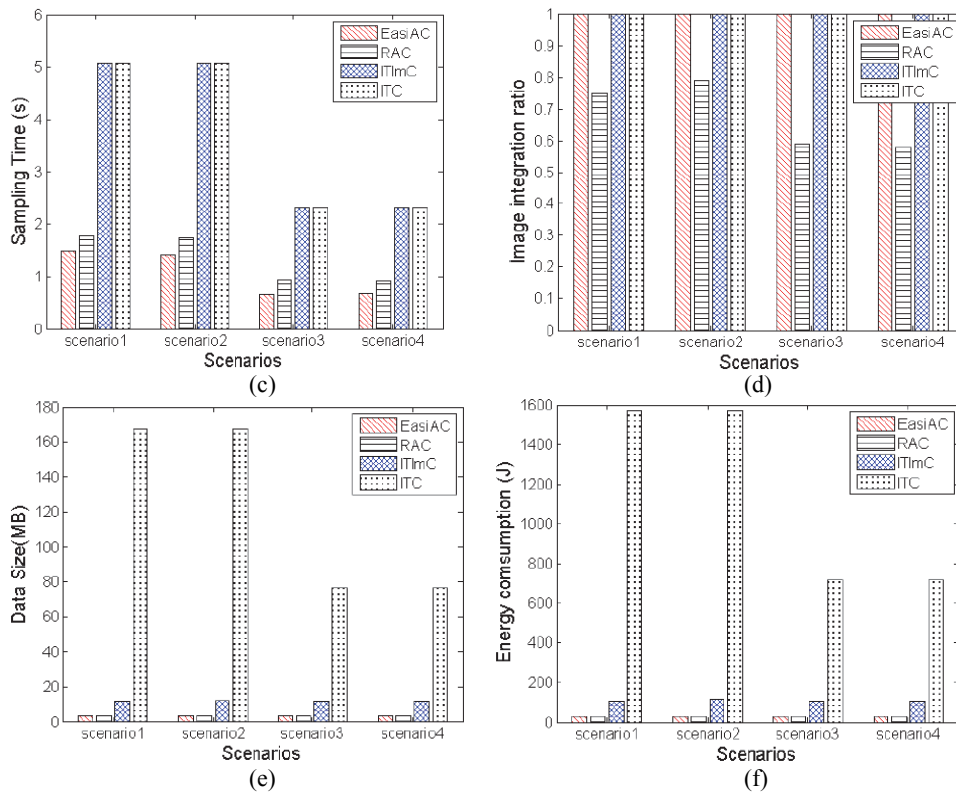 6
5
4
3
2
1
0
Sampling Time (s)
EasiAC
RAC
ITImC
ITC
scenario1
scenario2
scenario3
scenario4
Scenarios
(c)
1
0.9
0.8
0.7
0.6
0.5
0.4
0.3
0.2
0.1
0
Image integration ratio
EasiAC
RAC
ITImC
ITC
scenario1
scenario2
scenario3
scenario4
Scenarios
(d)
180
160
140
120
100
80
60
40
20
0
Data Size(MB)
EasiAC
RAC
ITImC
ITC
scenario1
scenario2
scenario3
scenario4
Scenarios
(e)
1600
1400
1200
1000
800
600
400
200
0
Energy comsumption (J)
EasiAC
RAC
ITImC
ITC
scenario1
scenario2
scenario3
scenario4
Scenarios
(f)